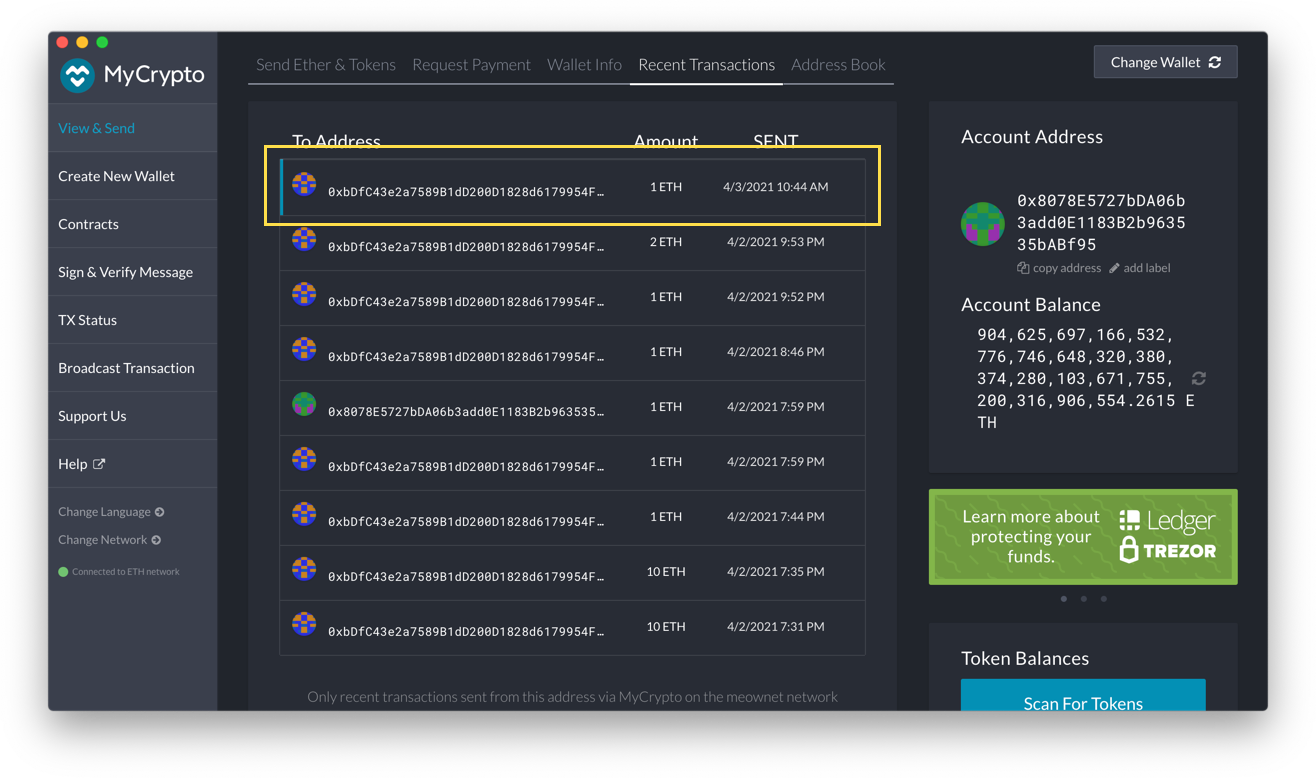 MyCrypto
View & Send
Create New Wallet
Contracts
Sign & Verify Message
TX Status
Broadcast Transaction
Support Us
Help
Change Language
Change Network
Connected to ETH network
Send Ether & Tokens Request Payment Wallet Info Recent Transactions Address Book
Change Wallet
To Address Amount SENT
0xbDfC43e2a7589B1dD200D1828d6179954F… 1 ETH 4/3/2021 10:44 AM
0xbDfC43e2a7589B1dD200D1828d6179954F… 2 ETH 4/2/2021 9:53 PM
0xbDfC43e2a7589B1dD200D1828d6179954F… 1 ETH 4/2/2021 9:52 PM
0xbDfC43e2a7589B1dD200D1828d6179954F… 1 ETH 4/2/2021 8:46 PM
0x8078E5727bDA06b3add0E1183B2b963535… 1 ETH 4/2/2021 7:59 PM
0xbDfC43e2a7589B1dD200D1828d6179954F… 1 ETH 4/2/2021 7:59 PM
0xbDfC43e2a7589B1dD200D1828d6179954F… 1 ETH 4/2/2021 7:44 PM
0xbDfC43e2a7589B1dD200D1828d6179954F… 10 ETH 4/2/2021 7:35 PM
0xbDfC43e2a7589B1dD200D1828d6179954F… 10 ETH 4/2/2021 7:31 PM
Only recent transactions sent from this address via MyCrypto on the meownet network
Account Address
0x8078E5727bDA06b
3add0E1183B2b9635
35bABf95
copy address add label
Account Balance
904,625,697,166,532,
776,746,648,320,380,
374,280,103,671,755,
200,316,906,554.2615 E
TH
Learn more about
protecting your
funds.
Ledger
TREZOR
Token Balances
Scan For Tokens